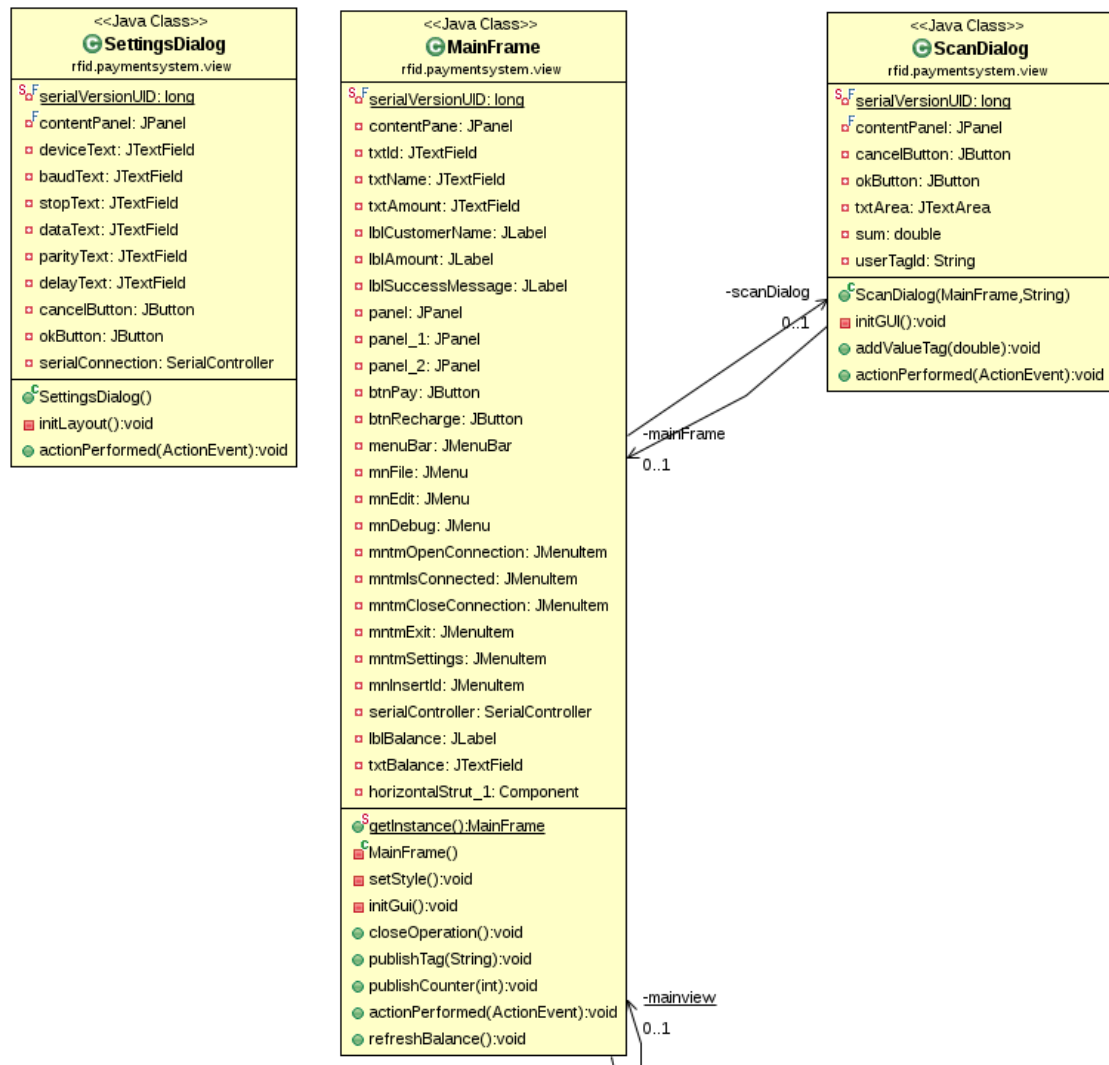 <<Java Class>>
SettingsDialog
rfid.paymentsystem.view
serialVersionUID: long
contentPanel: JPanel
deviceText: JTextField
baudText: JTextField
stopText: JTextField
dataText: JTextField
parityText: JTextField
delayText: JTextField
cancelButton: JButton
okButton: JButton
serialConnection: SerialController
SettingsDialog()
initLayout():void
actionPerformed(ActionEvent):void
<<Java Class>>
MainFrame
rfid.paymentsystem.view
serialVersionUID: long
contentPane: JPanel
txtId: JTextField
txtName: JTextField
txtAmount: JTextField
lblCustomerName: JLabel
lblAmount: JLabel
lblSuccessMessage: JLabel
panel: JPanel
panel_1: JPanel
panel_2: JPanel
btnPay: JButton
btnRecharge: JButton
menuBar: JMenuBar
mnFile: JMenu
mnEdit: JMenu
mnDebug: JMenu
mntmOpenConnection: JMenuItem
mntmIsConnected: JMenuItem
mntmCloseConnection: JMenuItem
mntmExit: JMenuItem
mntmSettings: JMenuItem
mnInsertId: JMenuItem
serialController: SerialController
lblBalance: JLabel
txtBalance: JTextField
horizontalStrut_1: Component
getInstance():MainFrame
MainFrame()
setStyle():void
initGui():void
closeOperation():void
publishTag(String):void
publishCounter(int):void
actionPerformed(ActionEvent):void
refreshBalance():void
-scanDialog
0..1
-mainFrame
0..1
-mainview
0..1
<<Java Class>>
ScanDialog
rfid.paymentsystem.view
serialVersionUID: long
contentPanel: JPanel
cancelButton: JButton
okButton: JButton
txtArea: JTextArea
sum: double
userTagId: String
ScanDialog(MainFrame,String)
initGUI():void
addValueTag(double):void
actionPerformed(ActionEvent):void